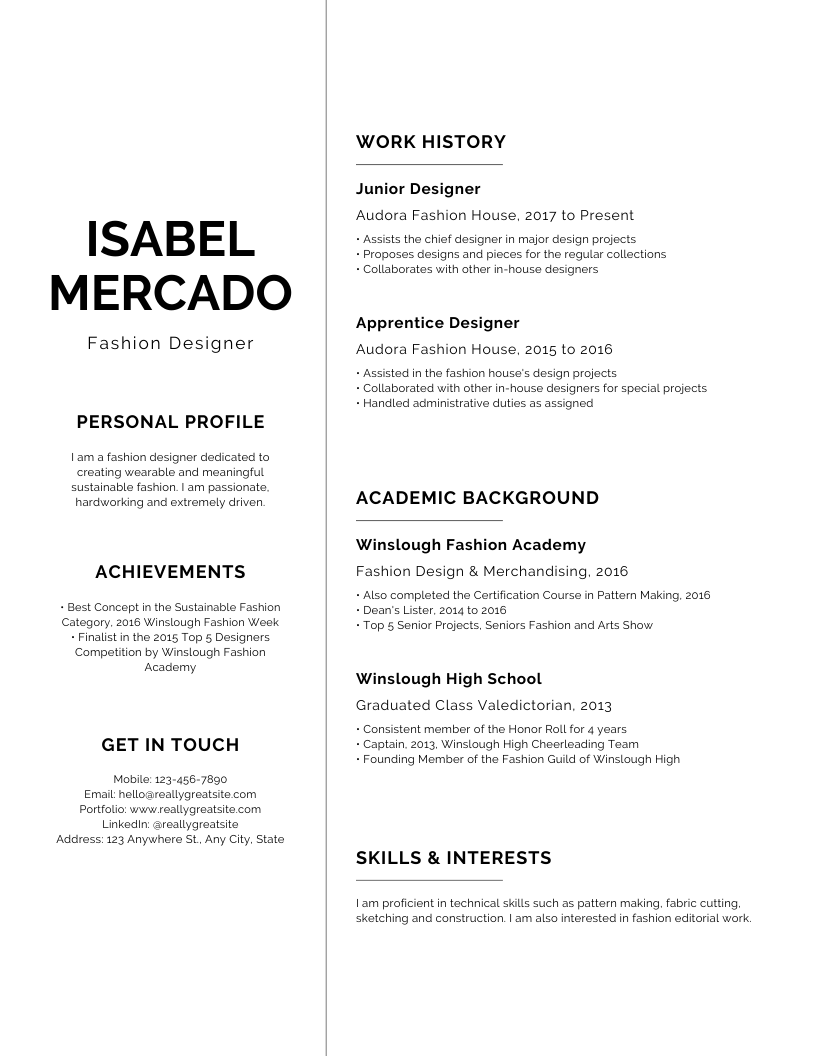 ISABEL
MERCADO
Fashion Designer
PERSONAL PROFILE
I am a fashion designer dedicated to
creating wearable and meaningful
sustainable fashion. I am passionate,
hardworking and extremely driven.
ACHIEVEMENTS
• Best Concept in the Sustainable Fashion
Category, 2016 Winslough Fashion Week
• Finalist in the 2015 Top 5 Designers
Competition by Winslough Fashion
Academy
GET IN TOUCH
Mobile: 123-456-7890
Email: hello@reallygreatsite.com
Portfolio: www.reallygreatsite.com
LinkedIn: @reallygreatsite
Address: 123 Anywhere St., Any City, State
WORK HISTORY
Junior Designer
Audora Fashion House, 2017 to Present
• Assists the chief designer in major design projects
• Proposes designs and pieces for the regular collections
• Collaborates with other in-house designers
Apprentice Designer
Audora Fashion House, 2015 to 2016
• Assisted in the fashion house's design projects
• Collaborated with other in-house designers for special projects
• Handled administrative duties as assigned
ACADEMIC BACKGROUND
Winslough Fashion Academy
Fashion Design & Merchandising, 2016
• Also completed the Certification Course in Pattern Making, 2016
• Dean's Lister, 2014 to 2016
• Top 5 Senior Projects, Seniors Fashion and Arts Show
Winslough High School
Graduated Class Valedictorian, 2013
• Consistent member of the Honor Roll for 4 years
• Captain, 2013, Winslough High Cheerleading Team
• Founding Member of the Fashion Guild of Winslough High
SKILLS & INTERESTS
I am proficient in technical skills such as pattern making, fabric cutting,
sketching and construction. I am also interested in fashion editorial work.